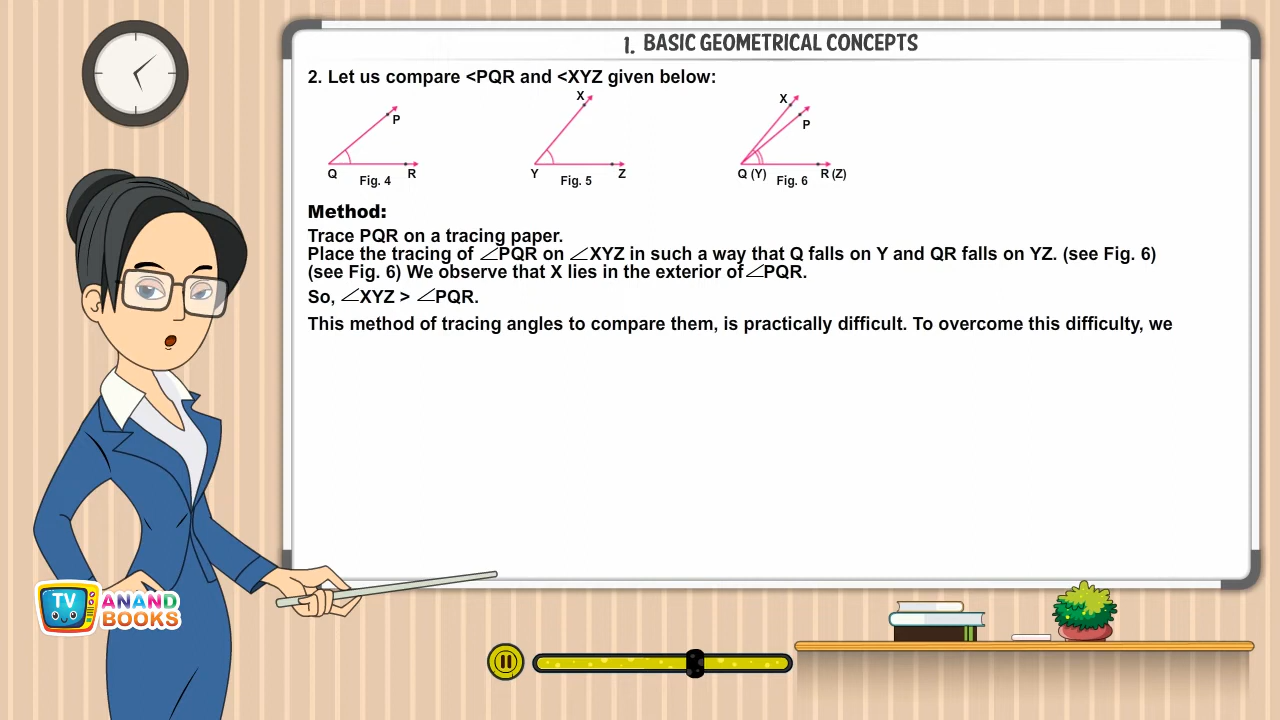 1. BASIC GEOMETRICAL CONCEPTS
2. Let us compare <PQR and <XYZ given below:
P
Q
R
Fig. 4
X
Y
Z
Fig. 5
X
P
Q (Y)
R (Z)
Fig. 6
Method:
Trace PQR on a tracing paper.
Place the tracing of ∠PQR on ∠XYZ in such a way that Q falls on Y and QR falls on YZ. (see Fig. 6)
(see Fig. 6) We observe that X lies in the exterior of ∠PQR.
So, ∠XYZ > ∠PQR.
This method of tracing angles to compare them, is practically difficult. To overcome this difficulty, we
TV
ANAND
BOOKS